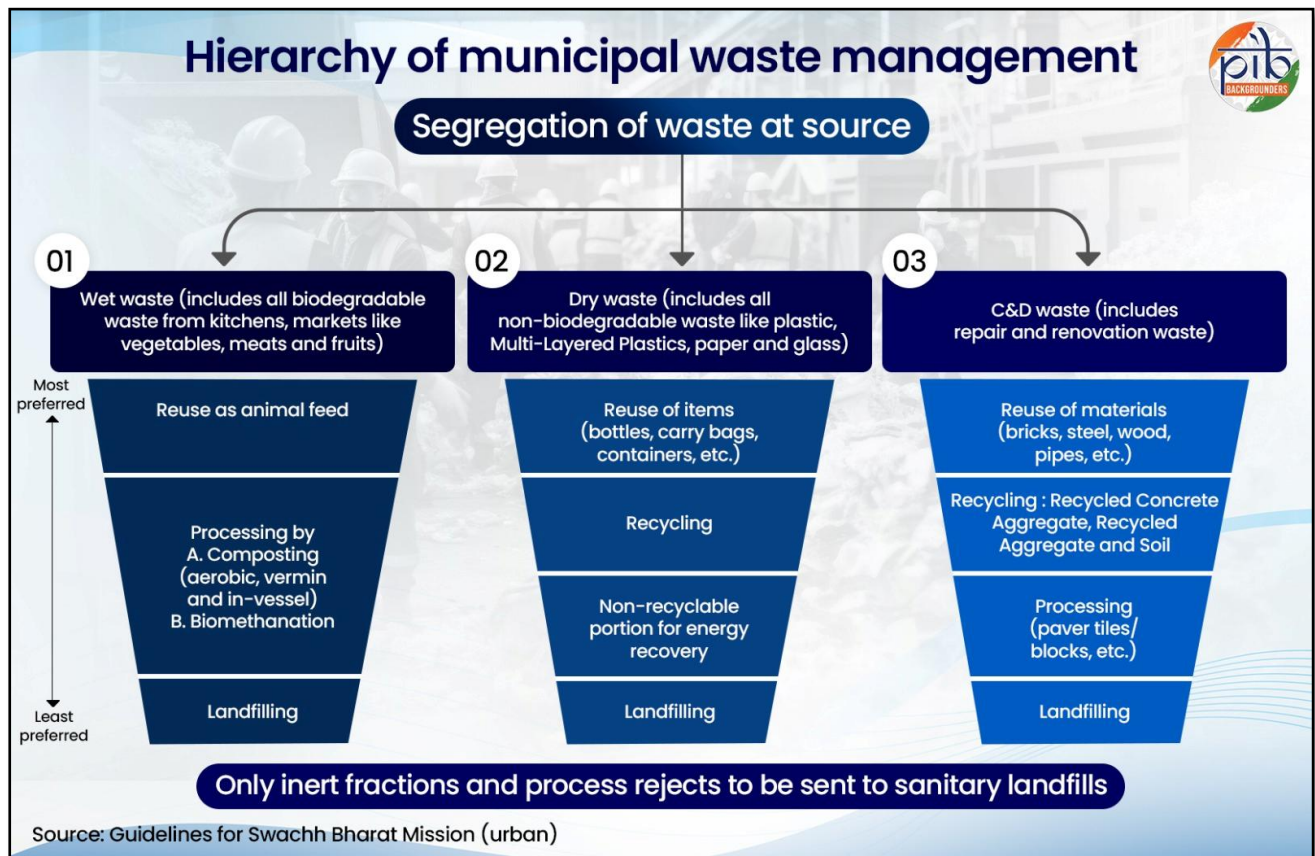 Hierarchy of municipal waste management
pib
BACKGROUNDERS
Segregation of waste at source
01
Wet waste (includes all biodegradable
waste from kitchens, markets like
vegetables, meats and fruits)
02
Dry waste (includes all
non-biodegradable waste like plastic,
Multi-Layered Plastics, paper and glass)
03
C&D waste (includes
repair and renovation waste)
Most
preferred
Least
preferred
Reuse as animal feed
Processing by
A. Composting
(aerobic, vermin
and in-vessel)
B. Biomethanation
Landfilling
Reuse of items
(bottles, carry bags,
containers, etc.)
Recycling
Non-recyclable
portion for energy
recovery
Landfilling
Reuse of materials
(bricks, steel, wood,
pipes, etc.)
Recycling : Recycled Concrete
Aggregate, Recycled
Aggregate and Soil
Processing
(paver tiles/
blocks, etc.)
Landfilling
Only inert fractions and process rejects to be sent to sanitary landfills
Source: Guidelines for Swachh Bharat Mission (urban)